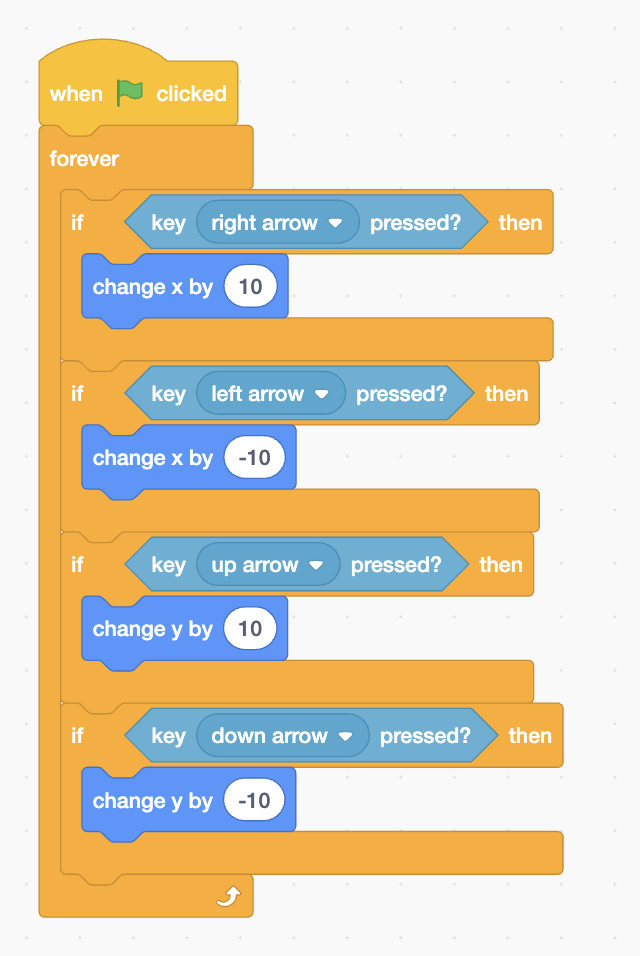 when clicked
forever
if key right arrow pressed? then
change x by 10
if key left arrow pressed? then
change x by -10
if key up arrow pressed? then
change y by 10
if key down arrow pressed? then
change y by -10